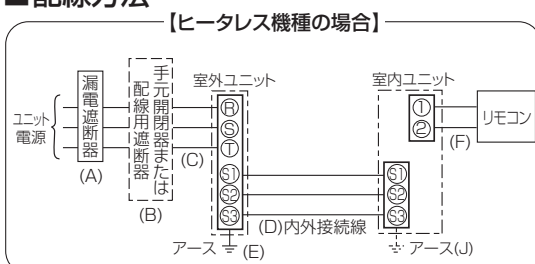 ■配線方法
【ヒータレス機種の場合】
ユニット
電源
漏電遮断器
(A)
手元開閉器または
配線用遮断器
(B)
(C)
室外ユニット
R
S
T
S1
S2
S3
アース
(E)
(D)内外接続線
室内ユニット
①
②
(F)
リモコン
S1
S2
S3
アース(J)